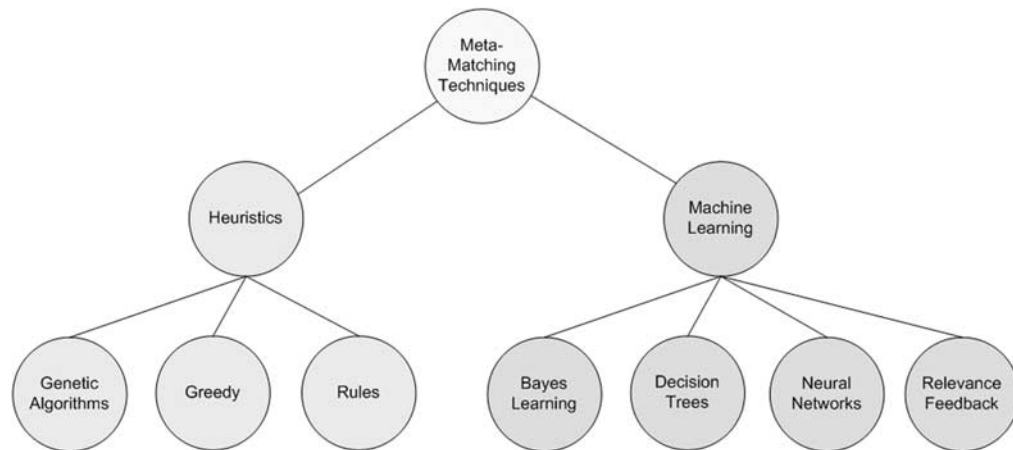 Meta-
Matching
Techniques
Heuristics
Machine
Learning
Genetic
Algorithms
Greedy
Rules
Bayes
Learning
Decision
Trees
Neural
Networks
Relevance
Feedback